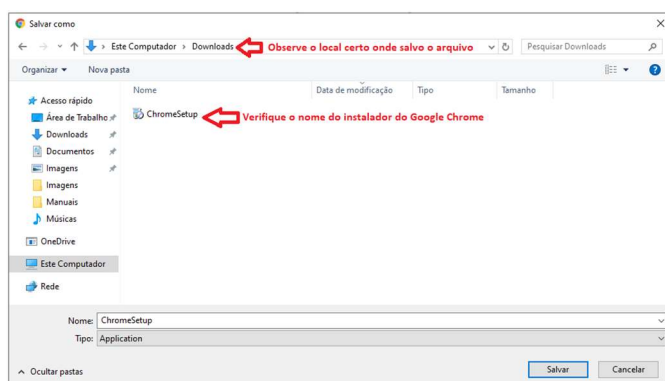 Salvar como
Este Computador > Downloads
Observe o local certo onde salvo o arquivo
Pesquisar Downloads
Organizar
Nova pasta
Nome
Data de modificação
Tipo
Tamanho
Acesso rápido
Área de Trabalho
Downloads
Documentos
Imagens
Imagens
Manuais
Músicas
OneDrive
Este Computador
Rede
ChromeSetup
Verifique o nome do instalador do Google Chrome
Nome: ChromeSetup
Tipo: Application
Ocultar pastas
Salvar
Cancelar